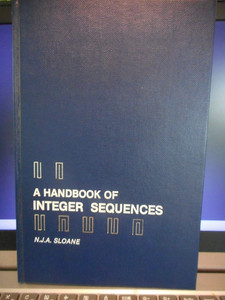 A HANDBOOK OF
INTEGER SEQUENCES
N.J.A. SLOANE